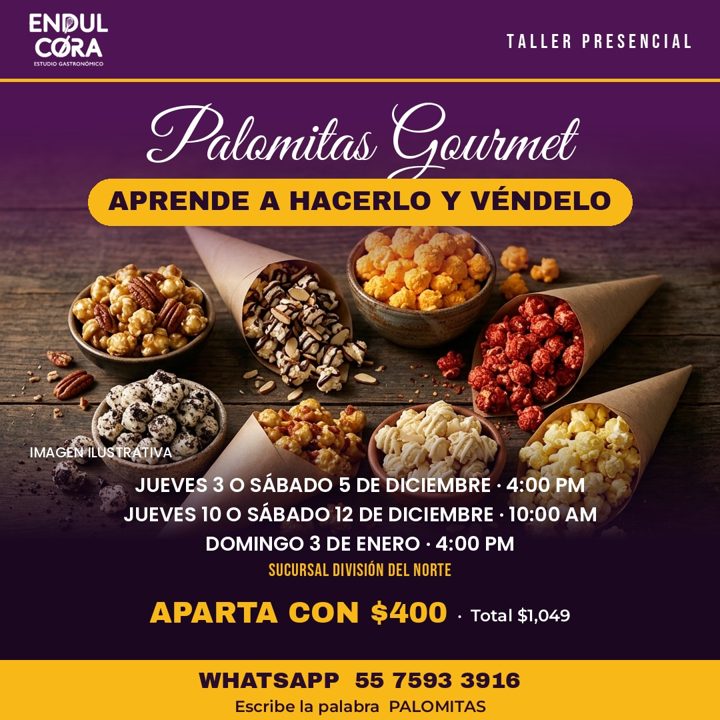 ENDUL
CORA
ESTUDIO GASTRONÓMICO
TALLER PRESENCIAL
Palomitas Gourmet
APRENDE A HACERLO Y VÉNDELO
IMAGEN ILUSTRATIVA
JUEVES 3 O SÁBADO 5 DE DICIEMBRE · 4:00 PM
JUEVES 10 O SÁBADO 12 DE DICIEMBRE · 10:00 AM
DOMINGO 3 DE ENERO · 4:00 PM
SUCURSAL DIVISIÓN DEL NORTE
APARTA CON $400 · Total $1,049
WHATSAPP 55 7593 3916
Escribe la palabra PALOMITAS